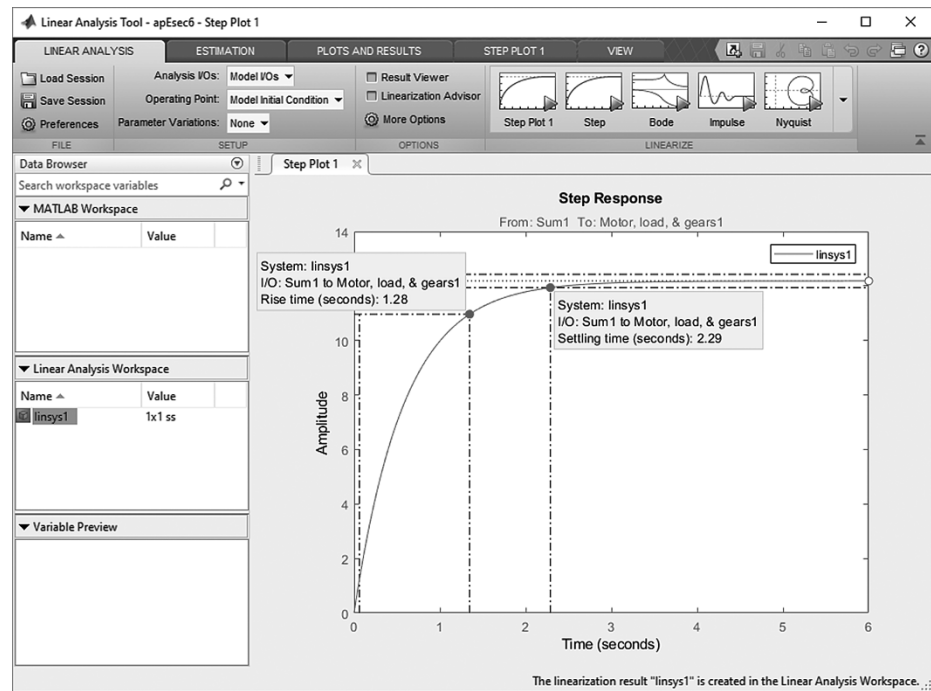 Linear Analysis Tool - apEsec6 - Step Plot 1
LINEAR ANALYSIS ESTIMATION PLOTS AND RESULTS STEP PLOT 1 VIEW
Load Session
Save Session
Preferences
FILE
Analysis I/Os: Model I/Os
Operating Point: Model Initial Condition
Parameter Variations: None
SETUP
Result Viewer
Linearization Advisor
More Options
OPTIONS
Step Plot 1 Step Bode Impulse Nyquist
LINEARIZE
Data Browser
Search workspace variables
MATLAB Workspace
Name Value
Linear Analysis Workspace
Name Value
linsys1 1x1 ss
Variable Preview
Step Plot 1
Step Response
From: Sum1 To: Motor, load, & gears1
linsys1
System: linsys1
I/O: Sum1 to Motor, load, & gears1
Rise time (seconds): 1.28
System: linsys1
I/O: Sum1 to Motor, load, & gears1
Settling time (seconds): 2.29
Amplitude
14
10
8
6
4
2
0
0 1 2 3 4 5 6
Time (seconds)
The linearization result "linsys1" is created in the Linear Analysis Workspace.